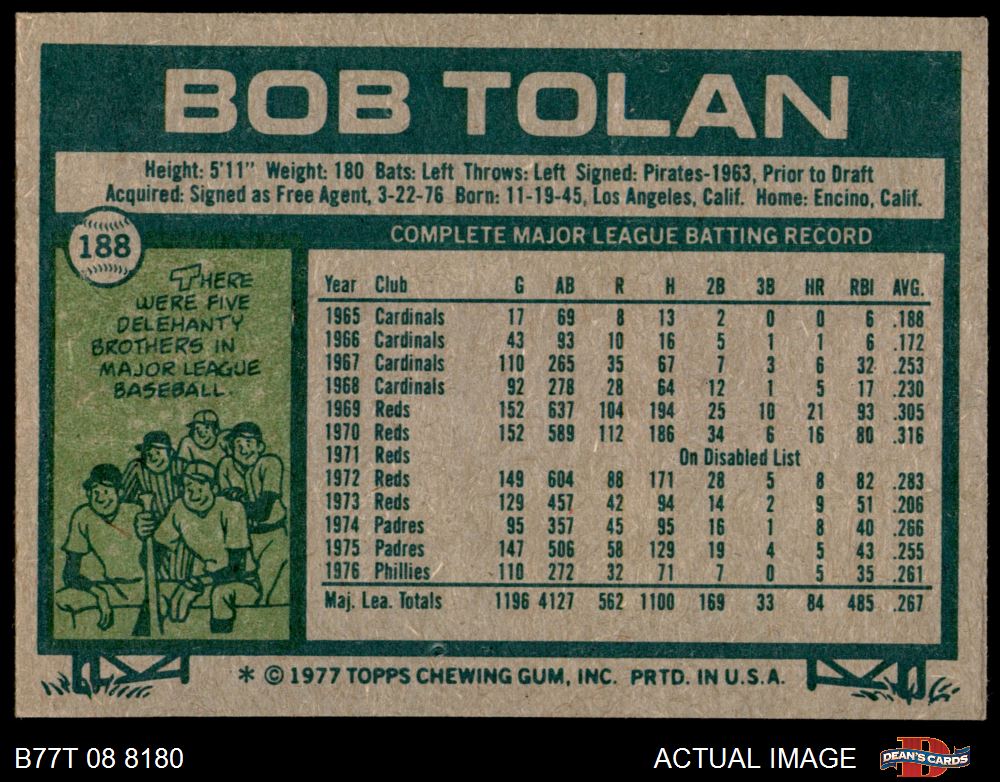 BOB TOLAN
Height: 5'11" Weight: 180 Bats: Left Throws: Left Signed: Pirates-1963, Prior to Draft
Acquired: Signed as Free Agent, 3-22-76 Born: 11-19-45, Los Angeles, Calif. Home: Encino, Calif.
188
THERE
WERE FIVE
DELEHANTY
BROTHERS IN
MAJOR LEAGUE
BASEBALL.
COMPLETE MAJOR LEAGUE BATTING RECORD
Year Club G AB R H 2B 3B HR RBI AVG.
1965 Cardinals 17 69 8 13 2 0 0 6 .188
1966 Cardinals 43 93 10 16 5 1 1 6 .172
1967 Cardinals 110 265 35 67 7 3 6 32 .253
1968 Cardinals 92 278 28 64 12 1 5 17 .230
1969 Reds 152 637 104 194 25 10 21 93 .305
1970 Reds 152 589 112 186 34 6 16 80 .316
1971 Reds On Disabled List
1972 Reds 149 604 88 171 28 5 8 82 .283
1973 Reds 129 457 42 94 14 2 9 51 .206
1974 Padres 95 357 45 95 16 1 8 40 .266
1975 Padres 147 506 58 129 19 4 5 43 .255
1976 Phillies 110 272 32 71 7 0 5 35 .261
Maj. Lea. Totals 1196 4127 562 1100 169 33 84 485 .267
* © 1977 TOPPS CHEWING GUM, INC. PRTD. IN U.S.A.
B77T 08 8180 ACTUAL IMAGE DEAN'S CARDS